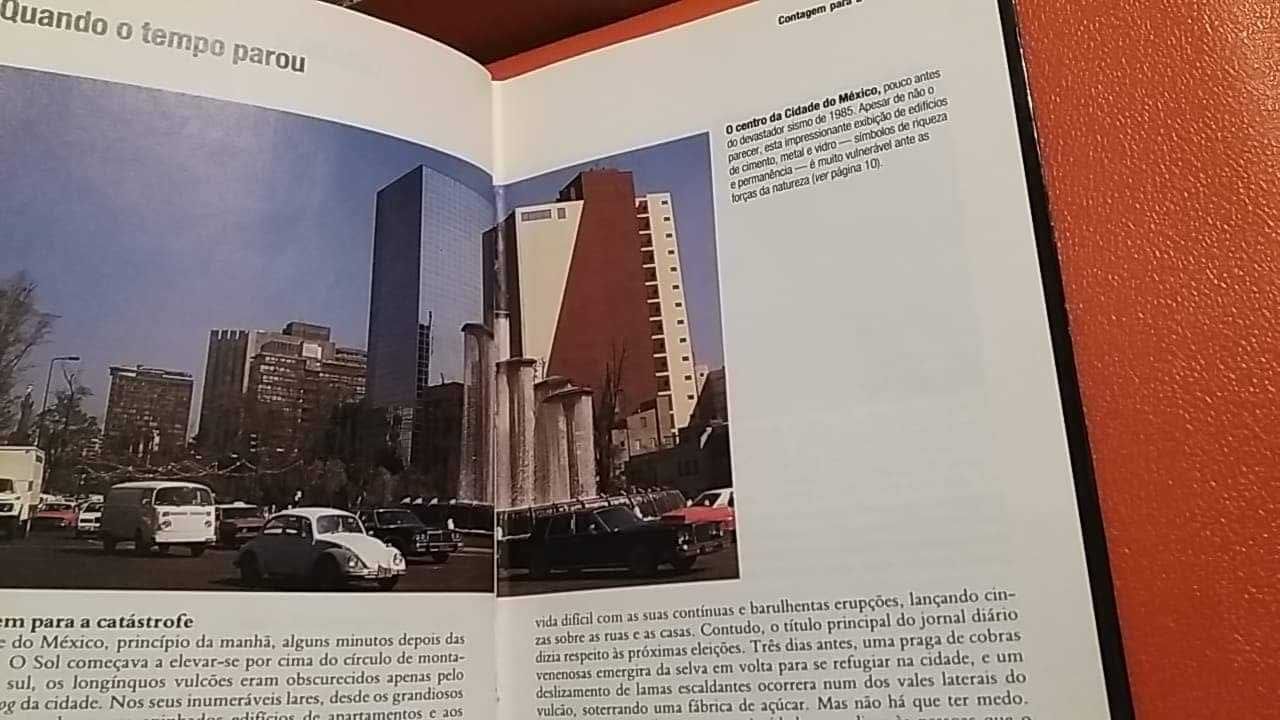 Quando o tempo parou
Contagem para
O centro da Cidade do México, pouco antes
do devastador sismo de 1985. Apesar de não o
parecer, esta impressionante exibição de edifícios
de cimento, metal e vidro — símbolos de riqueza
e permanência — é muito vulnerável ante as
forças da natureza (ver página 10).
em para a catástrofe
e do México, princípio da manhã, alguns minutos depois das
O Sol começava a elevar-se por cima do círculo de monta-
sul, os longínquos vulcões eram obscurecidos apenas pelo
og da cidade. Nos seus inumeráveis lares, desde os grandiosos
edifícios de apartamentos e aos
vida difícil com as suas contínuas e barulhentas erupções, lançando cin-
zas sobre as ruas e as casas. Contudo, o título principal do jornal diário
dizia respeito às próximas eleições. Três dias antes, uma praga de cobras
venenosas emergira da selva em volta para se refugiar na cidade, e um
deslizamento de lamas escaldantes ocorrera num dos vales laterais do
vulcão, soterrando uma fábrica de açúcar. Mas não há que ter medo.